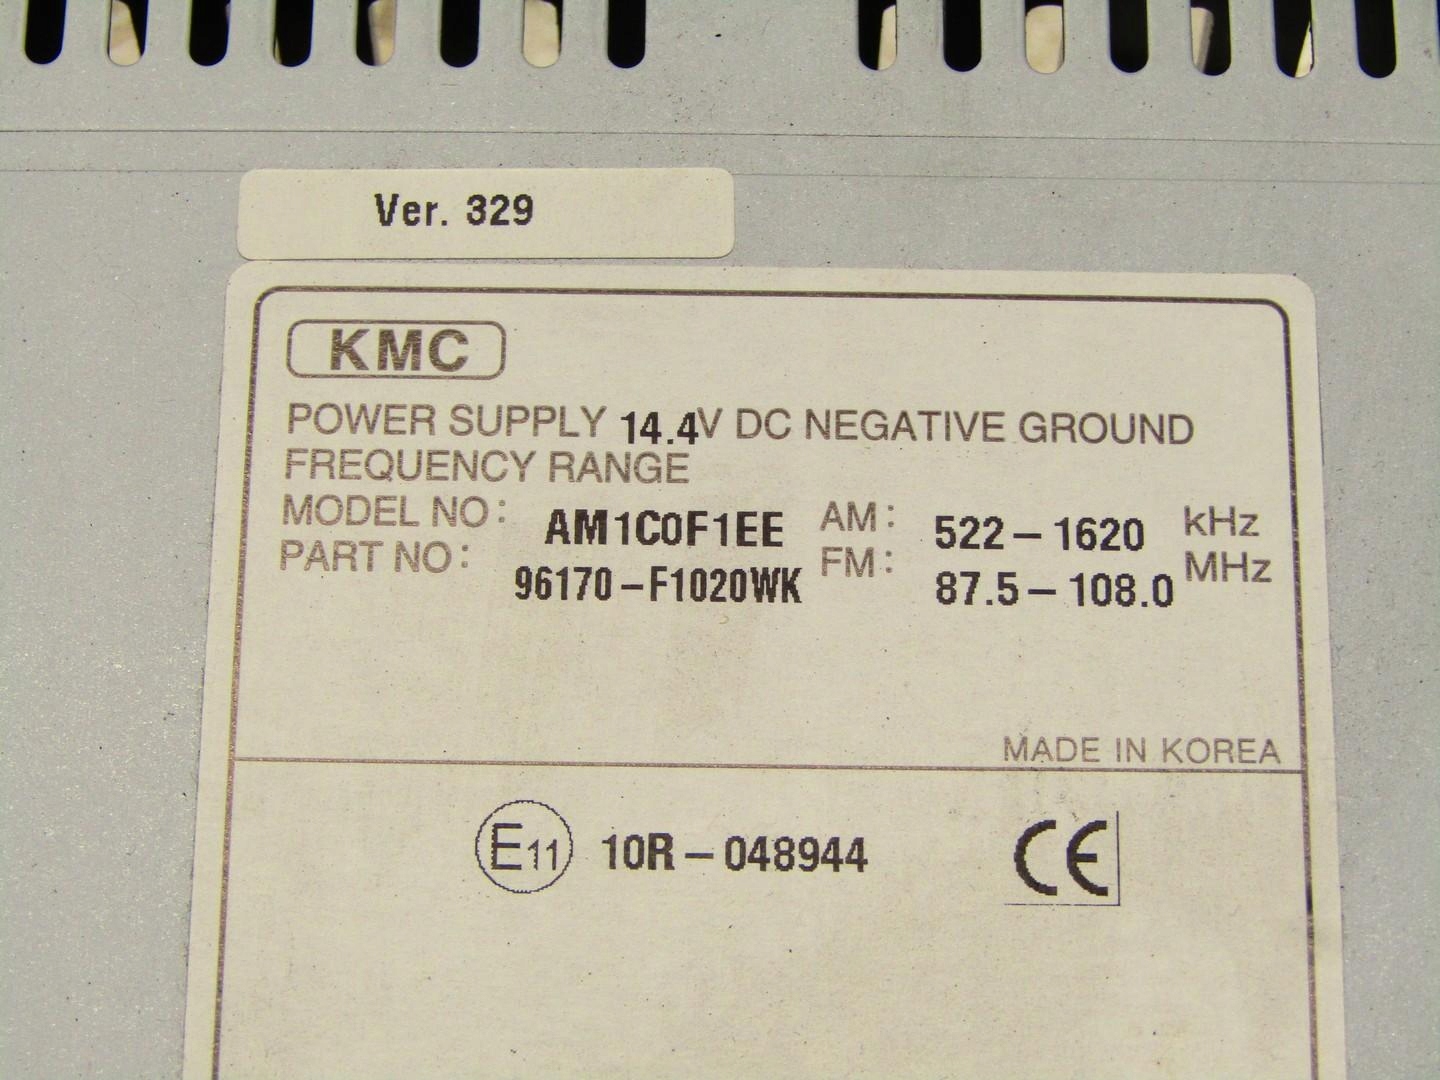 Ver. 329
KMC
POWER SUPPLY 14.4V DC NEGATIVE GROUND
FREQUENCY RANGE
MODEL NO: AM1C0F1EE AM: 522-1620 kHz
PART NO: 96170-F1020WK FM: 87.5-108.0 MHz
MADE IN KOREA
E11 10R-048944 CE